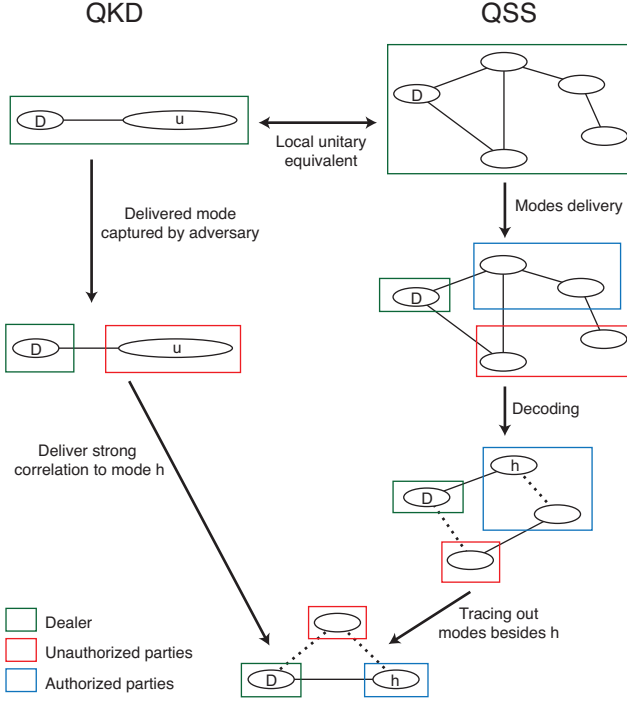 QKD
QSS
D
u
D
Local unitary
equivalent
Delivered mode
captured by adversary
Modes delivery
D
D
u
Decoding
Deliver strong
correlation to mode h
h
D
Dealer
Unauthorized parties
Authorized parties
Tracing out
modes besides h
D
h